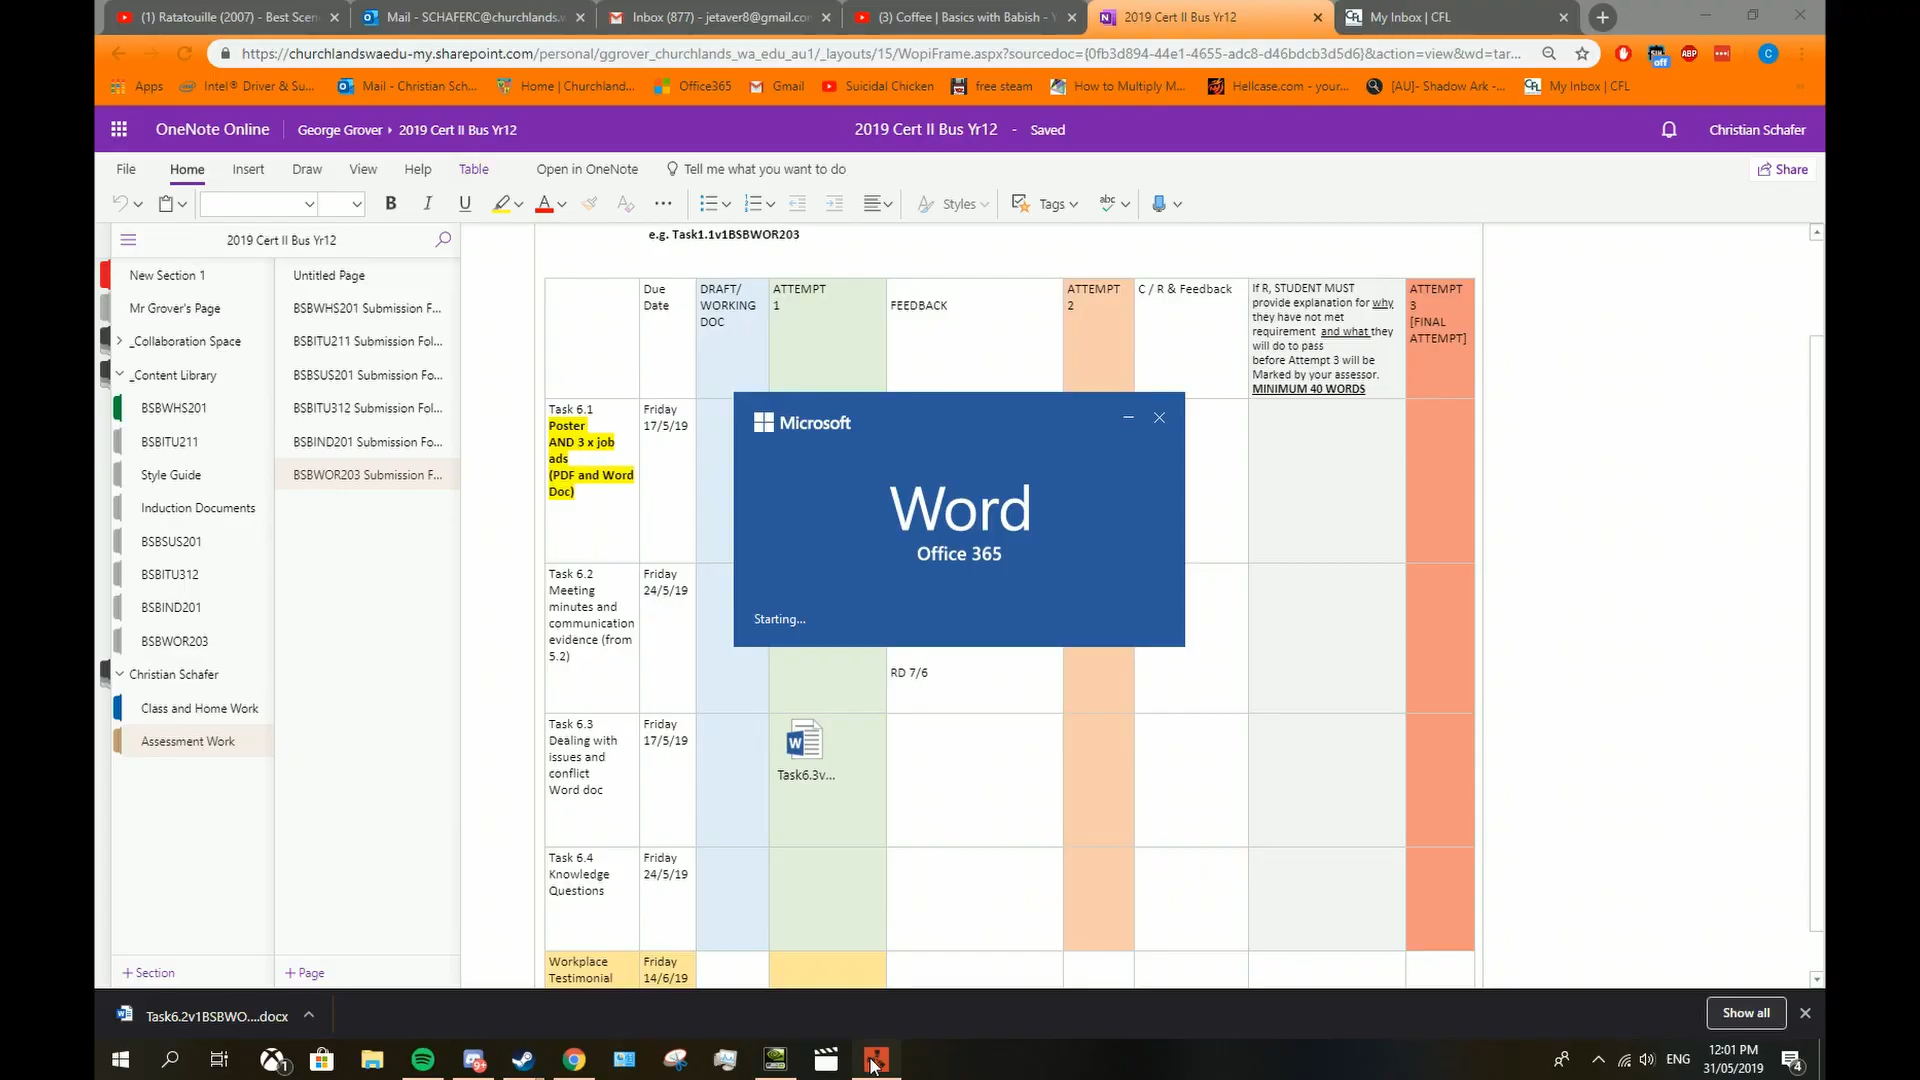 (1) Ratatouille (2007) - Best Scen
Mail - SCHAFERC@churchlands.w
Inbox (877) - jetaver8@gmail.co
(3) Coffee | Basics with Babish -
2019 Cert II Bus Yr12
My Inbox | CFL
https://churchlandswaedu-my.sharepoint.com/personal/ggrover_churchlands_wa_edu_au1/_layouts/15/WopiFrame.aspx?sourcedoc={0fb3d894-44e1-4655-adc8-d46bdcb3d5d6}&action=view&wd=tar...
off
ABP
C
Apps
Intel® Driver & Su...
Mail - Christian Sch...
Home | Churchland...
Office365
Gmail
Suicidal Chicken
free steam
How to Multiply M...
Hellcase.com - your...
[AU]- Shadow Ark -...
My Inbox | CFL
OneNote Online
George Grover › 2019 Cert II Bus Yr12
2019 Cert II Bus Yr12 - Saved
Christian Schafer
File
Home
Insert
Draw
View
Help
Table
Open in OneNote
Tell me what you want to do
Share
B
I
U
A
Styles
Tags
abc
2019 Cert II Bus Yr12
New Section 1
Mr Grover's Page
_Collaboration Space
_Content Library
BSBWHS201
BSBITU211
Style Guide
Induction Documents
BSBSUS201
BSBITU312
BSBIND201
BSBWOR203
Christian Schafer
Class and Home Work
Assessment Work
+ Section
Untitled Page
BSBWHS201 Submission F...
BSBITU211 Submission Fol...
BSBSUS201 Submission Fo...
BSBITU312 Submission Fol...
BSBIND201 Submission Fo...
BSBWOR203 Submission F...
+ Page
e.g. Task1.1v1BSBWOR203
Due
Date
DRAFT/
WORKING
DOC
ATTEMPT
1
FEEDBACK
ATTEMPT
2
C / R & Feedback
If R, STUDENT MUST
provide explanation for why
they have not met
requirement and what they
will do to pass
before Attempt 3 will be
Marked by your assessor.
MINIMUM 40 WORDS
ATTEMPT
3
[FINAL
ATTEMPT]
Task 6.1
Poster
AND 3 x job
ads
(PDF and Word
Doc)
Friday
17/5/19
Microsoft
Word
Office 365
Starting...
Task 6.2
Meeting
minutes and
communication
evidence (from
5.2)
Friday
24/5/19
RD 7/6
Task 6.3
Dealing with
issues and
conflict
Word doc
Friday
17/5/19
Task6.3v...
Task 6.4
Knowledge
Questions
Friday
24/5/19
Workplace
Testimonial
Friday
14/6/19
Task6.2v1BSBWO....docx
Show all
ENG
12:01 PM
31/05/2019
4